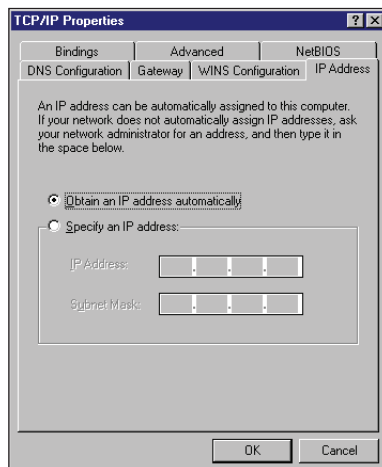 TCP/IP Properties
Bindings Advanced NetBIOS
DNS Configuration Gateway WINS Configuration IP Address
An IP address can be automatically assigned to this computer.
If your network does not automatically assign IP addresses, ask
your network administrator for an address, and then type it in
the space below.
Obtain an IP address automatically
Specify an IP address:
IP Address:
Subnet Mask:
OK Cancel